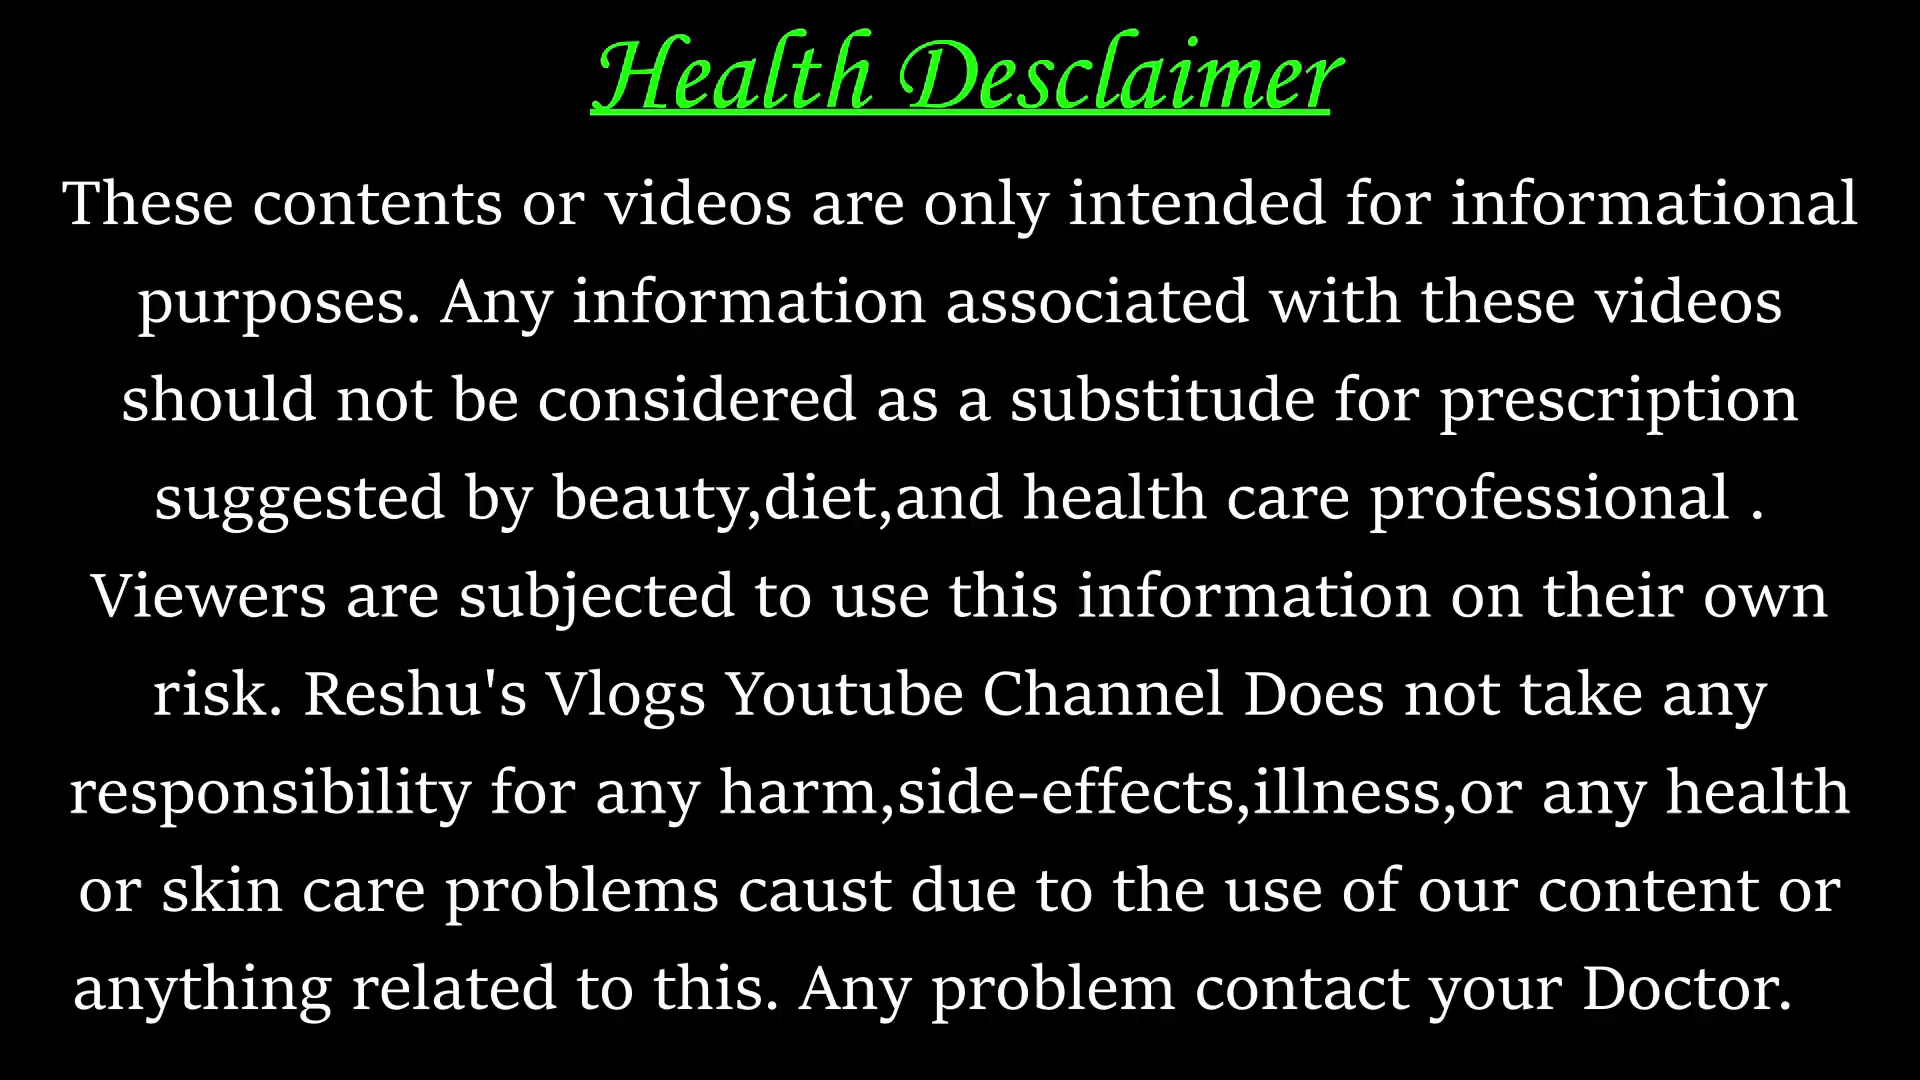 Health Desclaimer
These contents or videos are only intended for informational
purposes. Any information associated with these videos
should not be considered as a substitude for prescription
suggested by beauty,diet,and health care professional .
Viewers are subjected to use this information on their own
risk. Reshu's Vlogs Youtube Channel Does not take any
responsibility for any harm,side-effects,illness,or any health
or skin care problems caust due to the use of our content or
anything related to this. Any problem contact your Doctor.